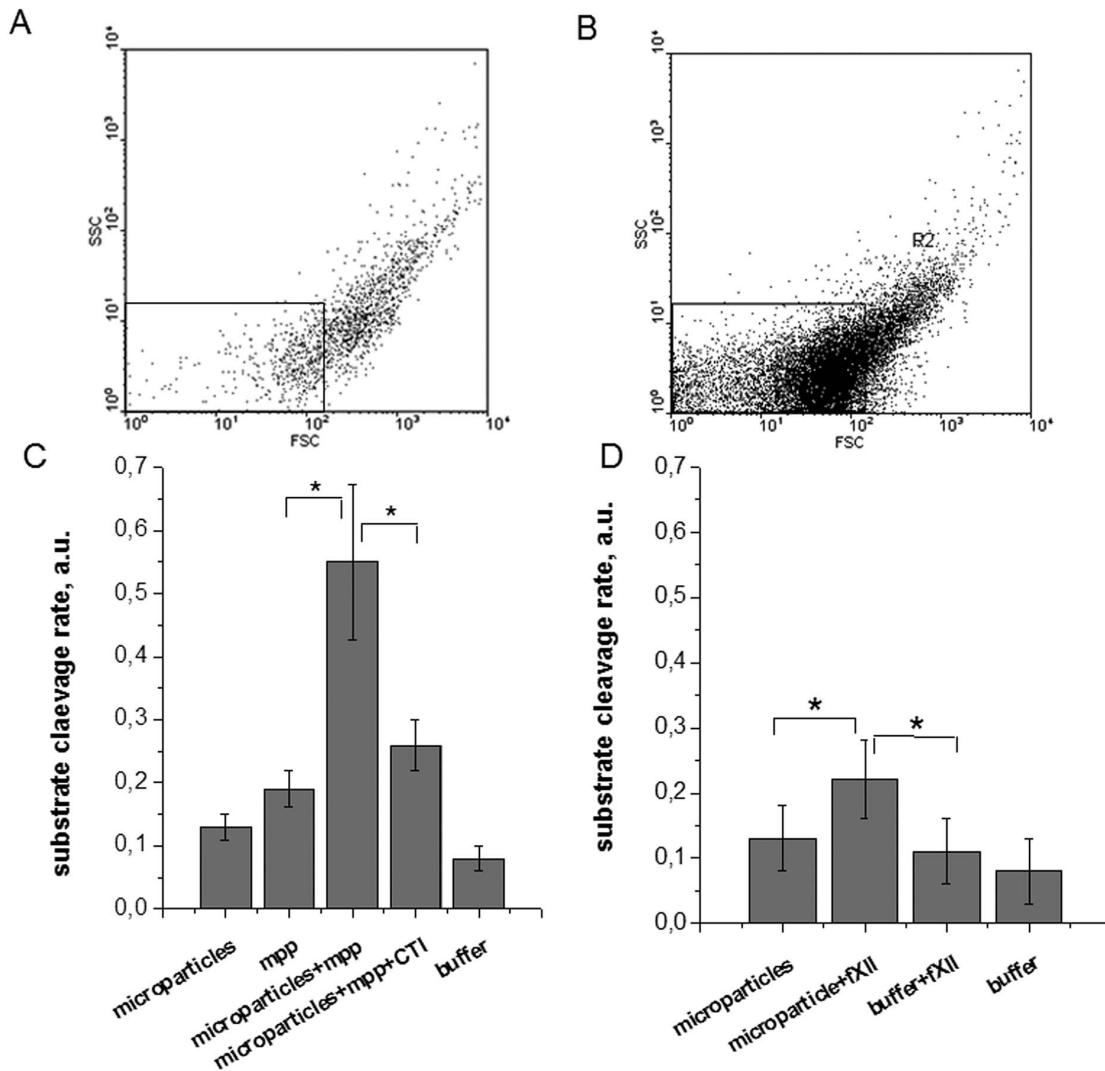 A
10⁴
10³
10²
10¹
10⁰
SSC
10⁰ 10¹ 10² 10³ 10⁴
FSC
B
10⁴
10³
10²
10¹
10⁰
SSC
R2
10⁰ 10¹ 10² 10³ 10⁴
FSC
C
0,7
0,6
0,5
0,4
0,3
0,2
0,1
0,0
substrate claevage rate, a.u.
*
*
microparticles
mpp
microparticles+mpp
microparticles+mpp+CTI
buffer
D
0,7
0,6
0,5
0,4
0,3
0,2
0,1
0,0
substrate cleavage rate, a.u.
*
*
microparticles
microparticle+fXII
buffer+fXII
buffer